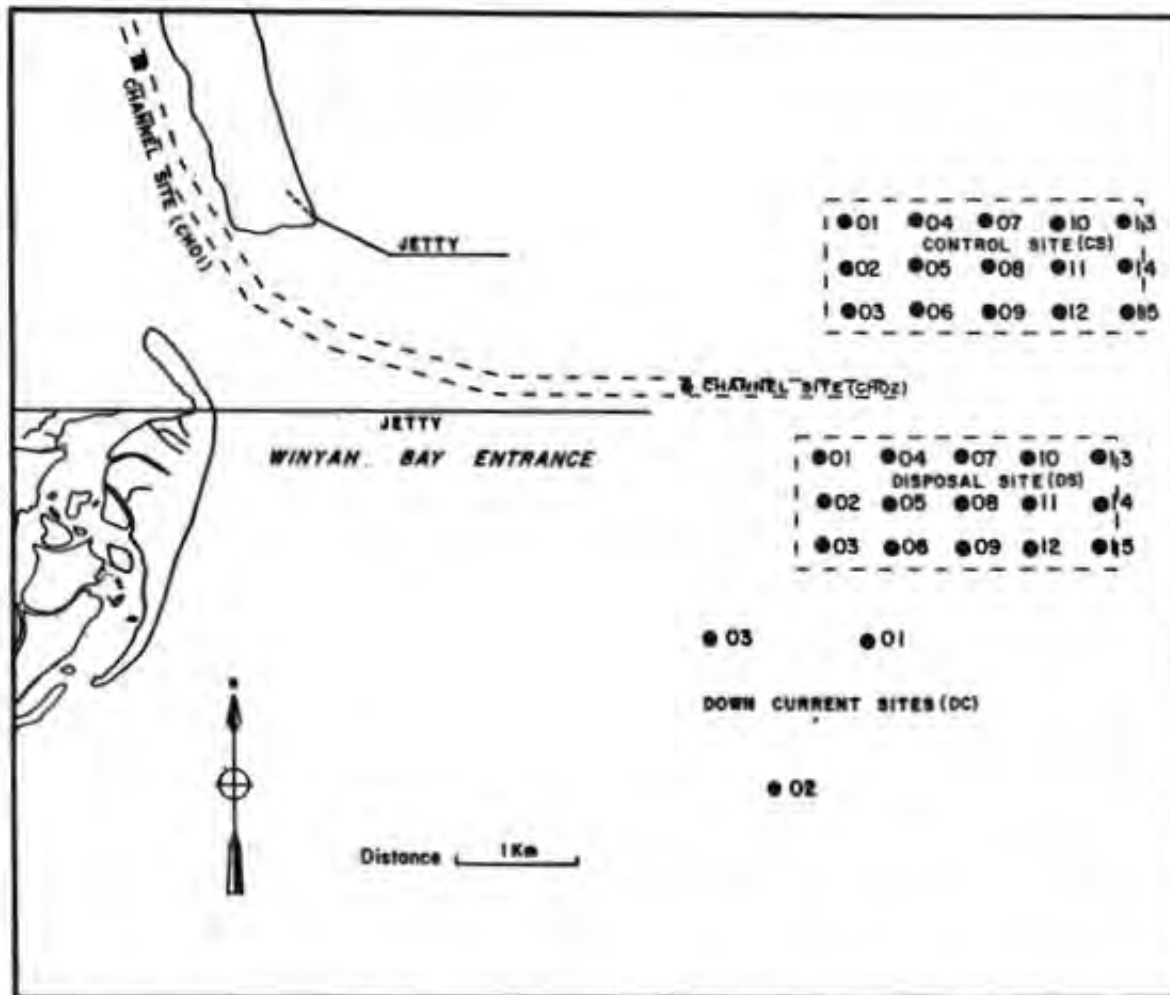 CHANNEL SITE (CH01)
JETTY
01 04 07 10 13
CONTROL SITE (CS)
02 05 08 11 14
03 06 09 12 15
CHANNEL SITE (CH02)
JETTY
WINYAH BAY ENTRANCE
01 04 07 10 13
DISPOSAL SITE (DS)
02 05 08 11 14
03 06 09 12 15
03 01
DOWN CURRENT SITES (DC)
02
N
Distance 1 Km